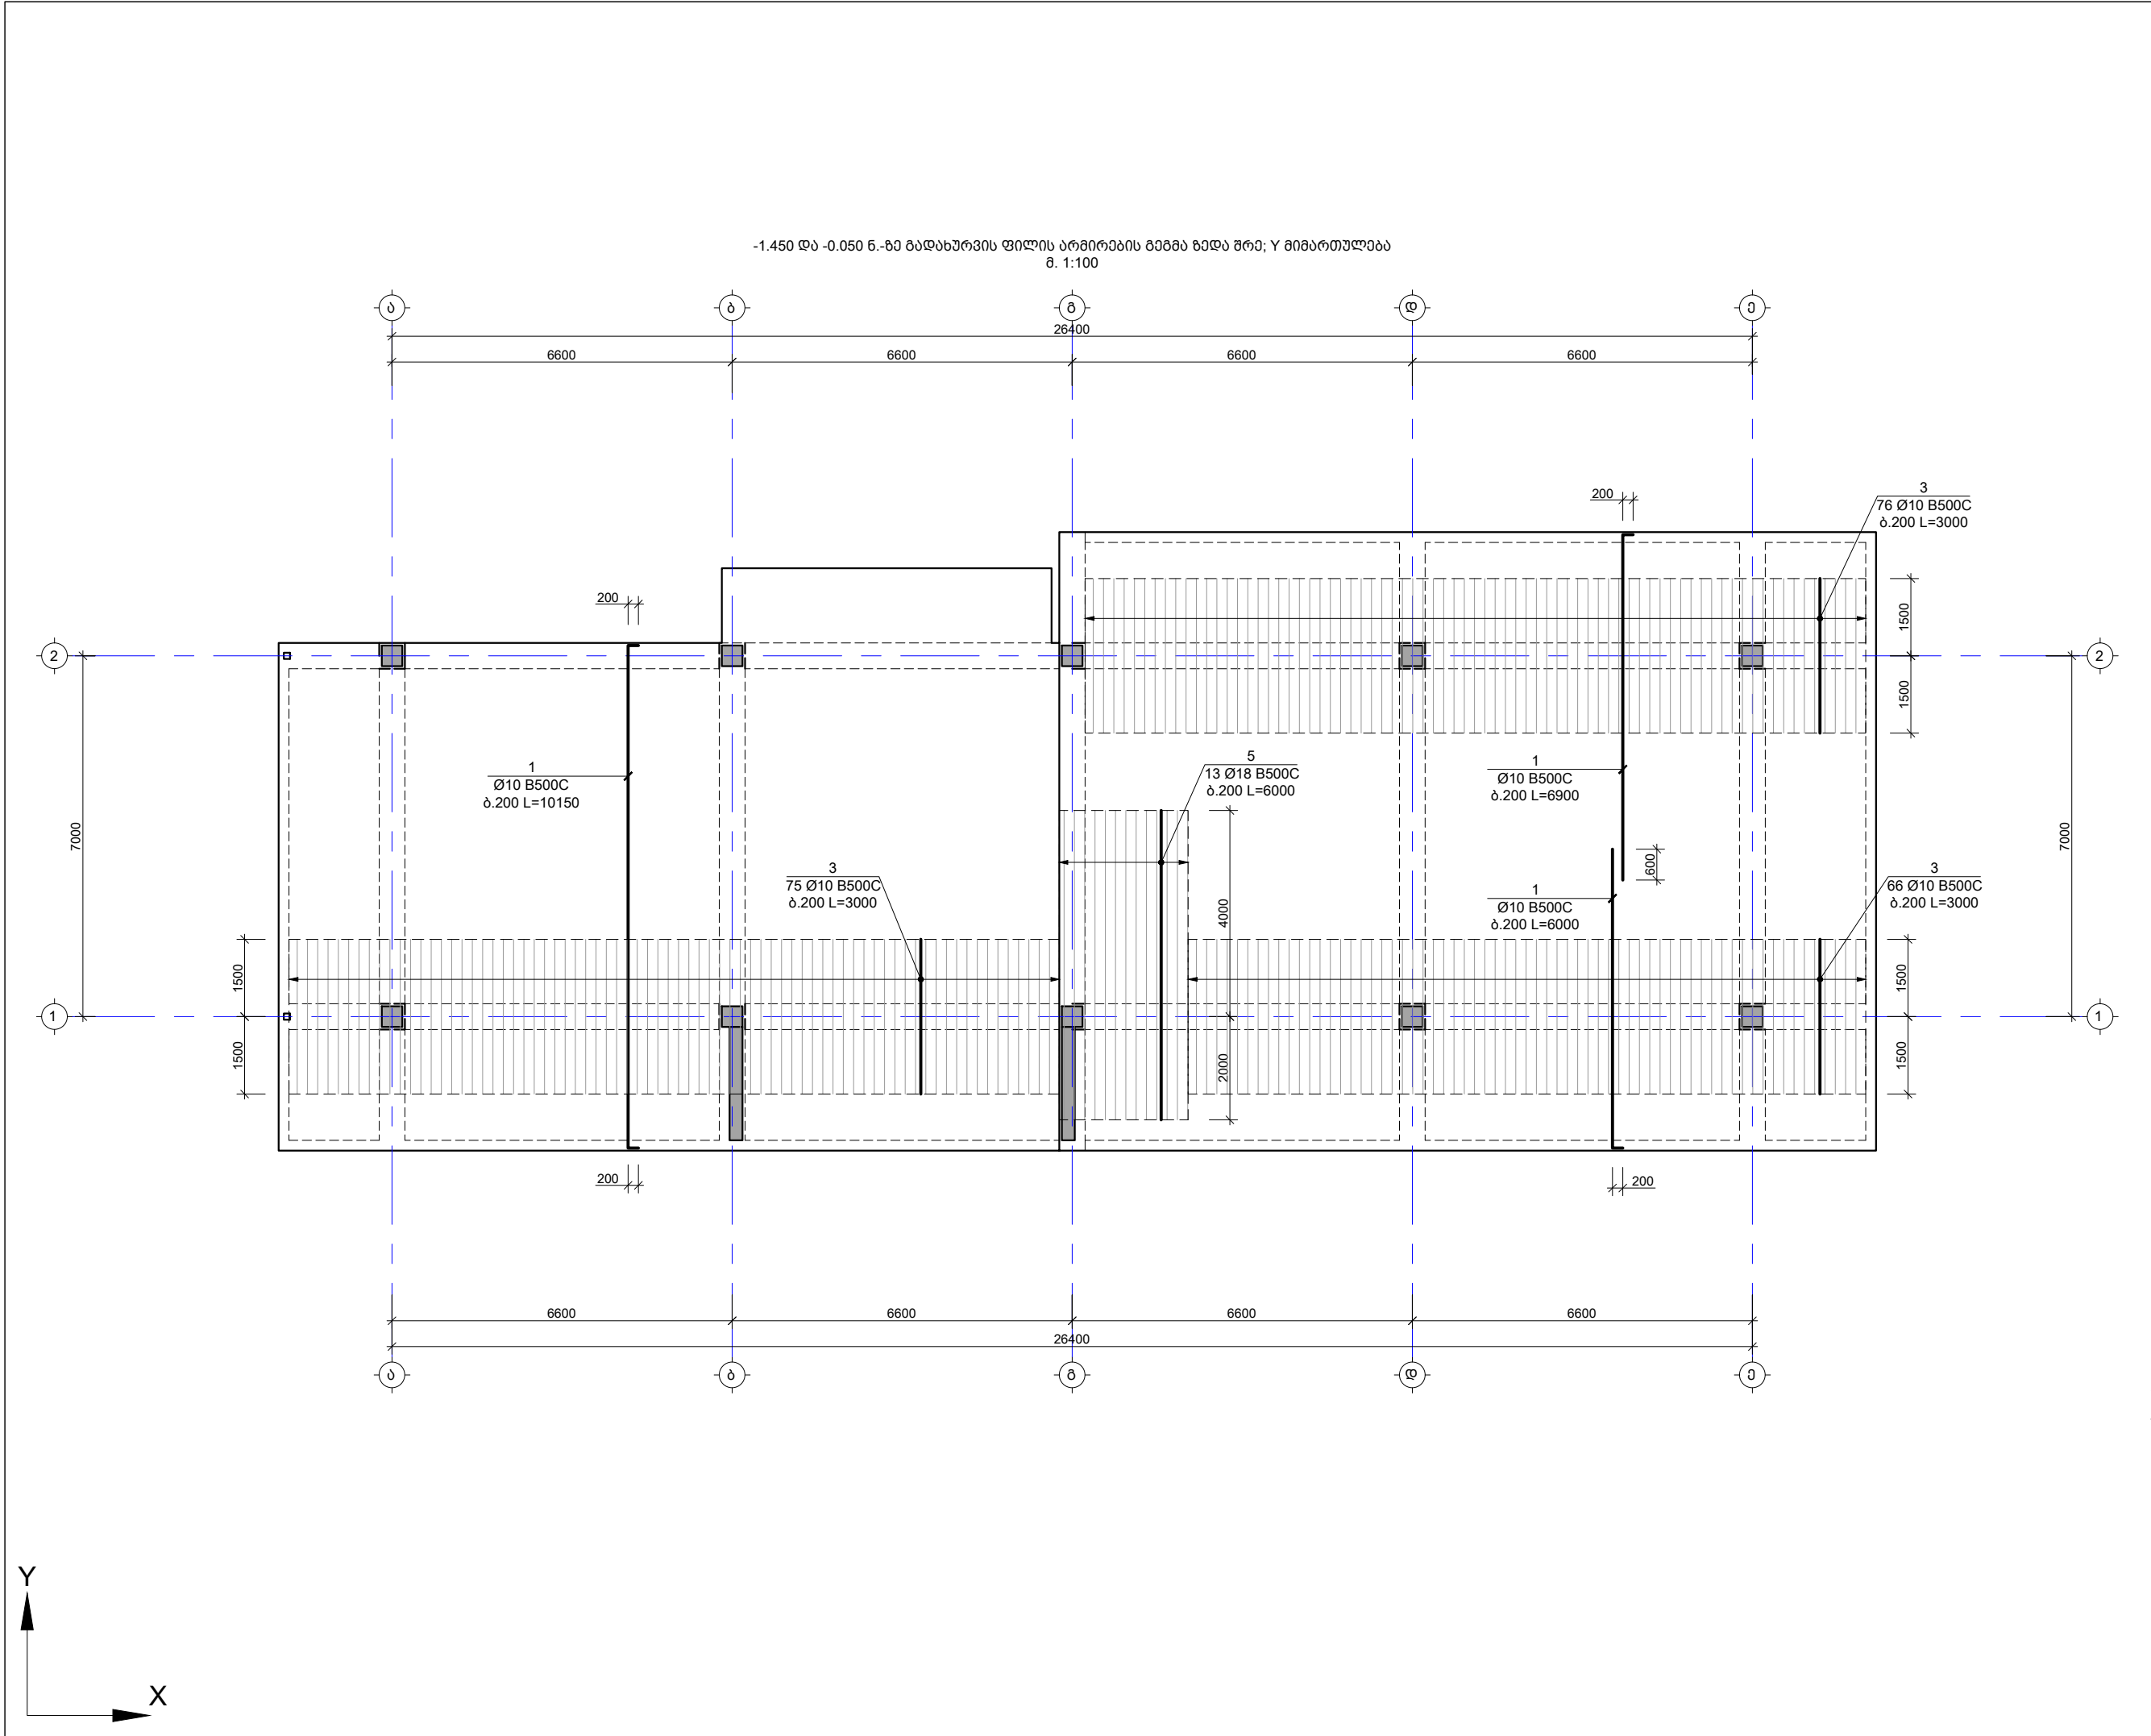 -1.450 და -0.050 ნ.-ზე გადახურვის ფილის არმირების გეგმა ზედა შრე; Y მიმართულება
მ. 1:100
ა
ბ
გ
დ
ე
26400
6600
6600
6600
6600
200
3
76 Ø10 B500C
ბ.200 L=3000
200
1500
2
2
1500
1
Ø10 B500C
ბ.200 L=10150
5
13 Ø18 B500C
ბ.200 L=6000
1
Ø10 B500C
ბ.200 L=6900
7000
7000
600
3
75 Ø10 B500C
ბ.200 L=3000
4000
1
Ø10 B500C
ბ.200 L=6000
3
66 Ø10 B500C
ბ.200 L=3000
1500
1500
1
1
1500
2000
1500
200
200
6600
6600
6600
6600
26400
ა
ბ
გ
დ
ე
Y
X